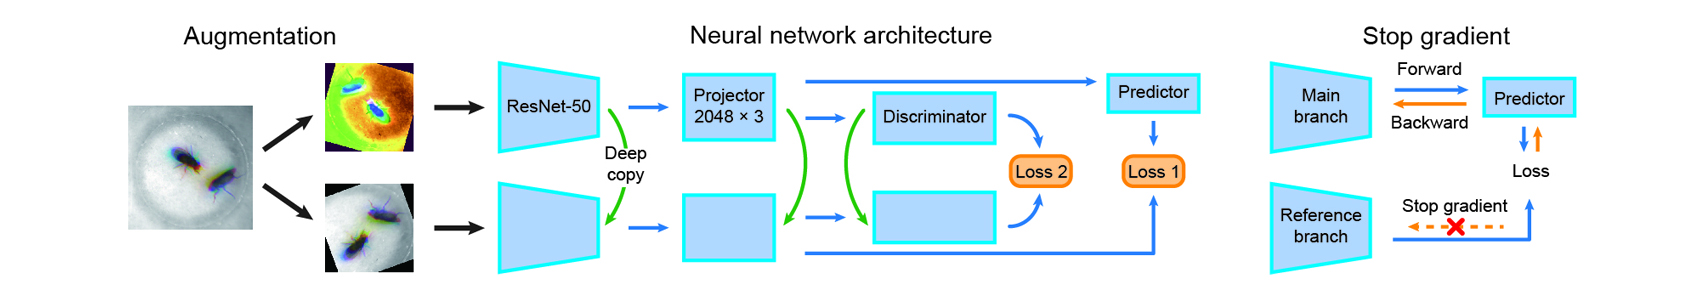 Augmentation
Neural network architecture
Stop gradient
ResNet-50
Projector
2048 × 3
Discriminator
Predictor
Deep
copy
Loss 2
Loss 1
Main
branch
Forward
Backward
Predictor
Loss
Reference
branch
Stop gradient